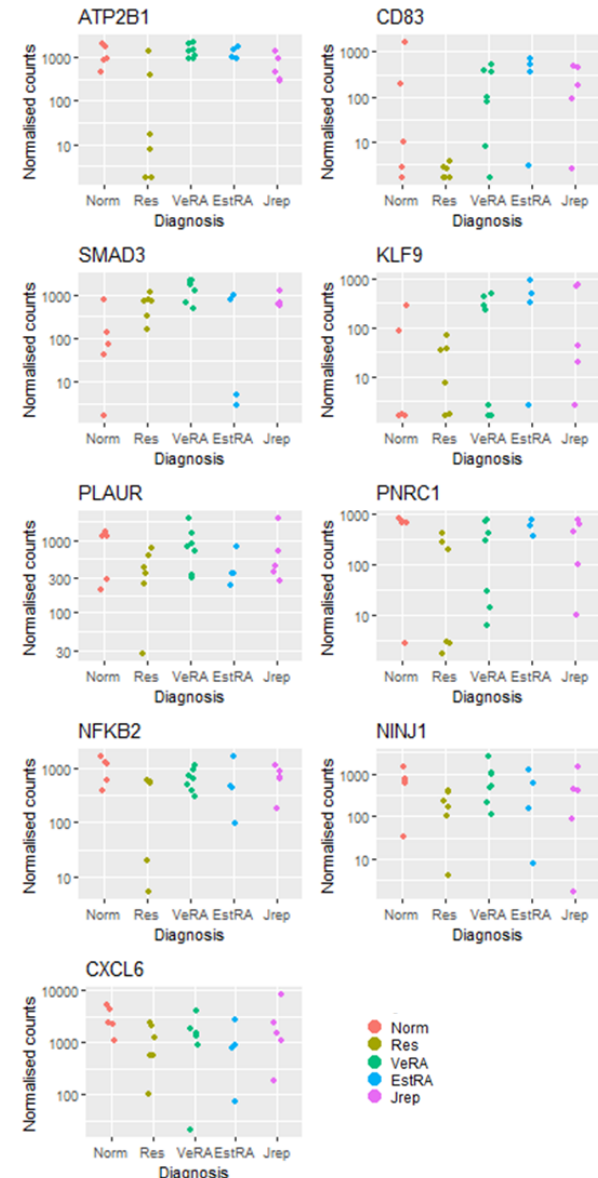 ATP2B1
Normalised counts
1000
100
10
Norm Res VeRA EstRA Jrep
Diagnosis
CD83
Normalised counts
1000
100
10
Norm Res VeRA EstRA Jrep
Diagnosis
SMAD3
Normalised counts
1000
100
10
Norm Res VeRA EstRA Jrep
Diagnosis
KLF9
Normalised counts
1000
100
10
Norm Res VeRA EstRA Jrep
Diagnosis
PLAUR
Normalised counts
1000
300
100
30
Norm Res VeRA EstRA Jrep
Diagnosis
PNRC1
Normalised counts
1000
10
Norm Res VeRA EstRA Jrep
Diagnosis
NFKB2
Normalised counts
1000
100
10
Norm Res VeRA EstRA Jrep
Diagnosis
NINJ1
Normalised counts
1000
100
10
Norm Res VeRA EstRA Jrep
Diagnosis
CXCL6
Normalised counts
10000
1000
100
Norm Res VeRA EstRA Jrep
Diagnosis
Norm
Res
VeRA
EstRA
Jrep